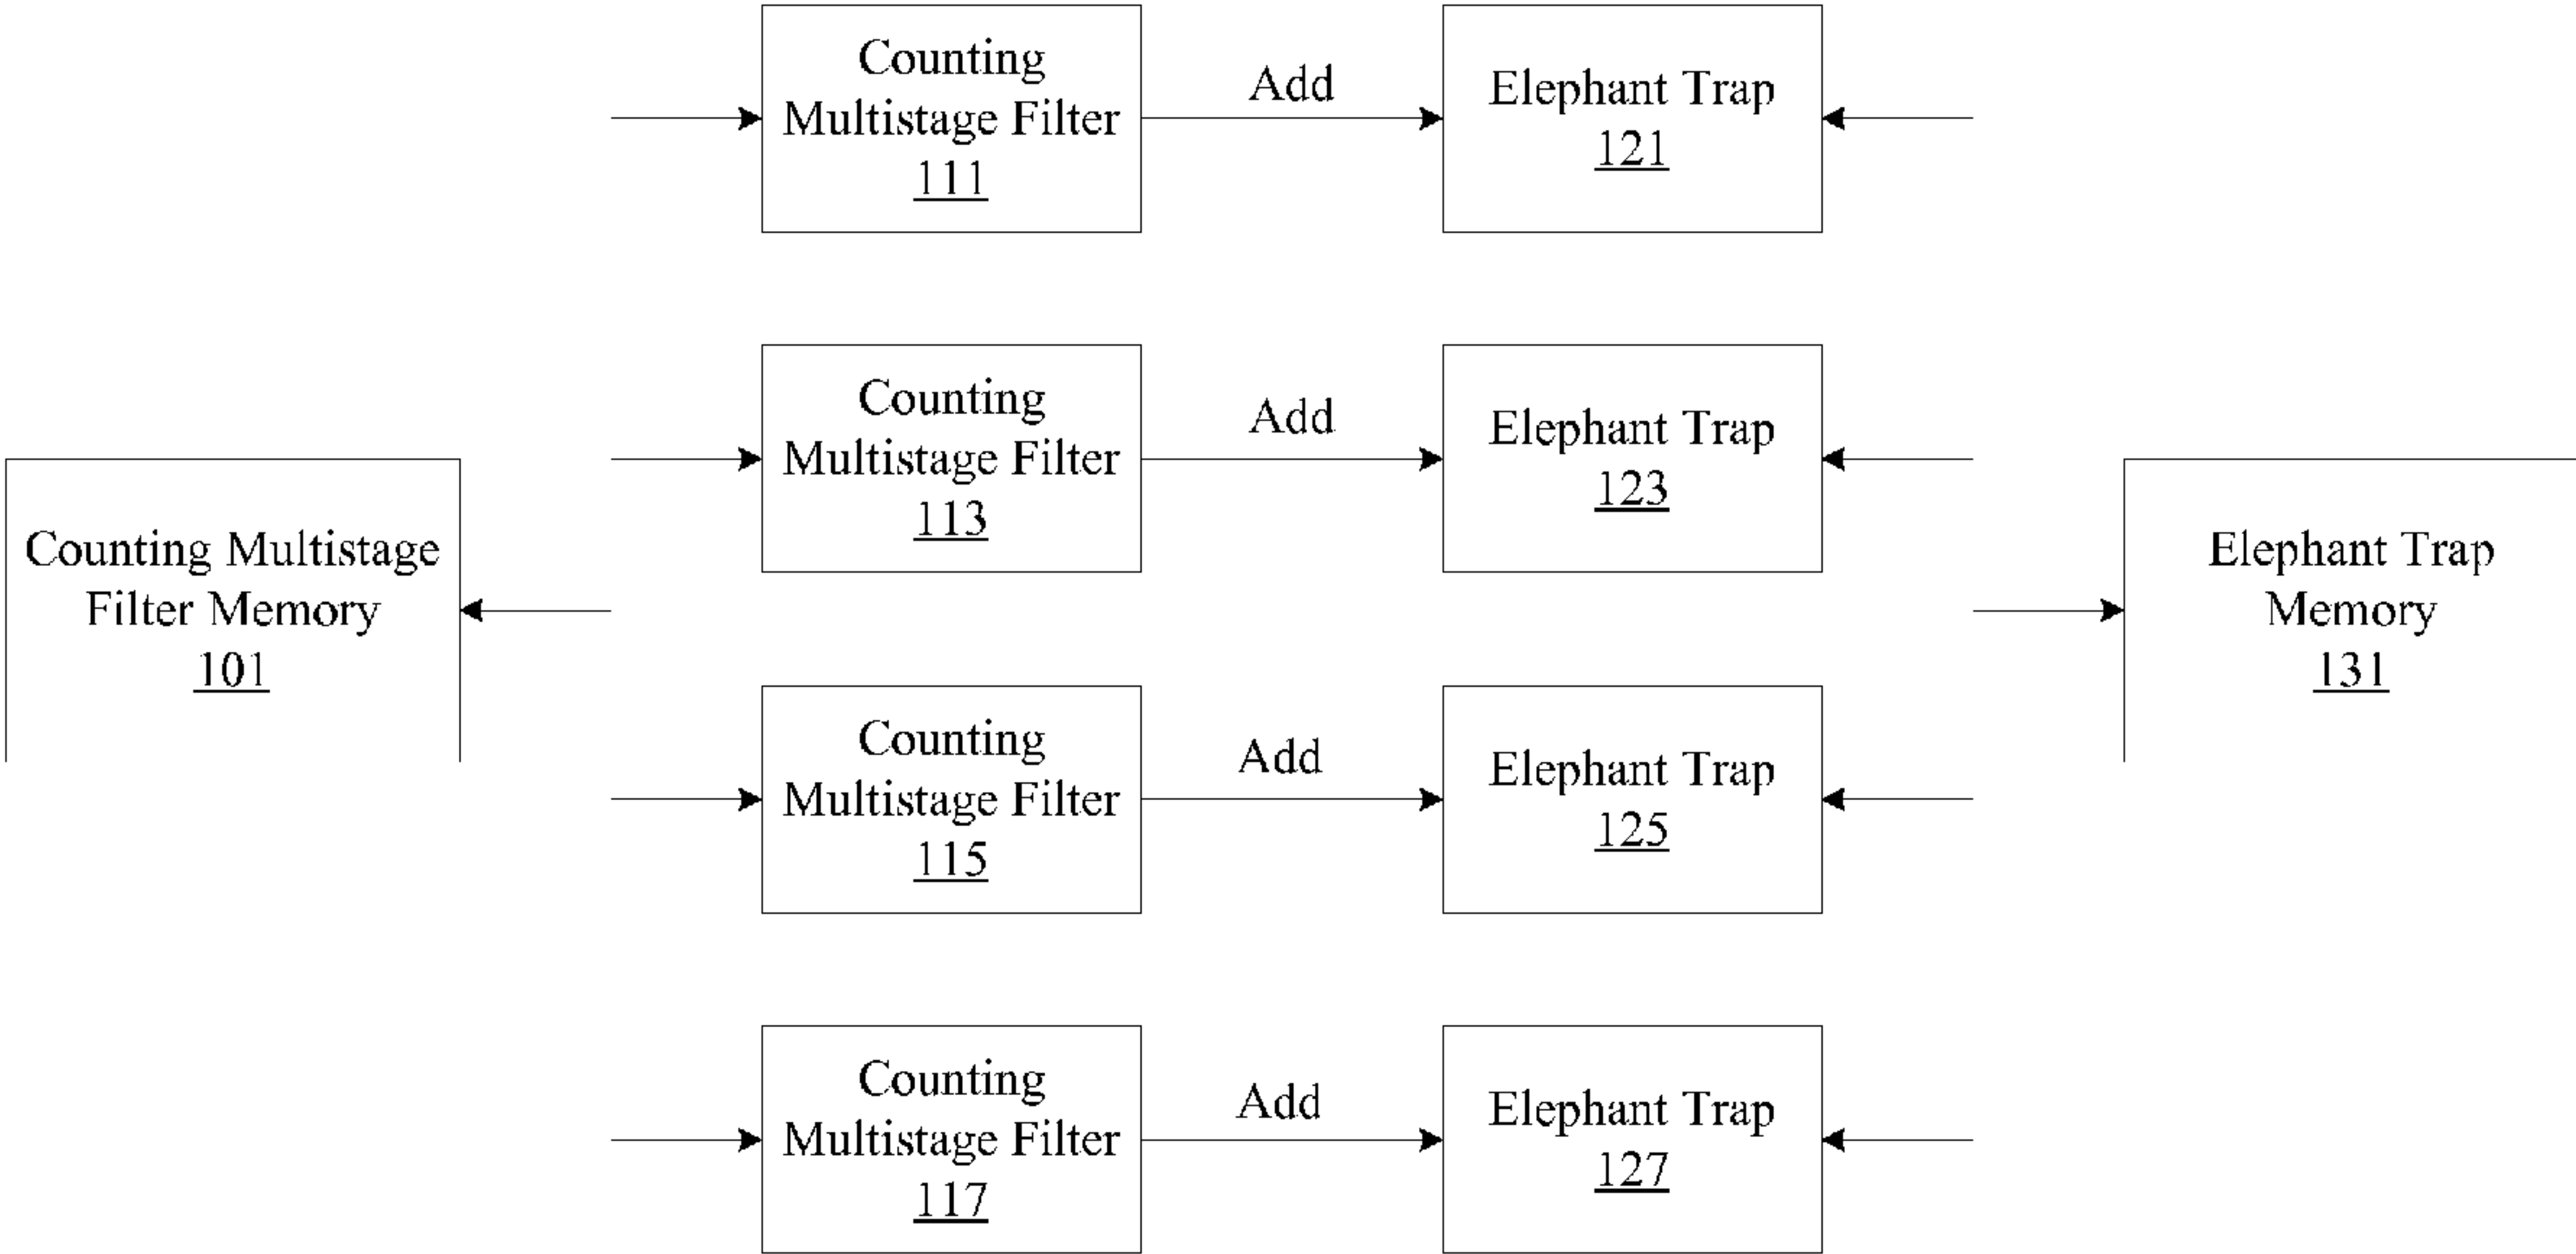 Counting
Multistage Filter
111
Add
Elephant Trap
121
Counting
Multistage Filter
113
Add
Elephant Trap
123
Counting Multistage
Filter Memory
101
Elephant Trap
Memory
131
Counting
Multistage Filter
115
Add
Elephant Trap
125
Counting
Multistage Filter
117
Add
Elephant Trap
127